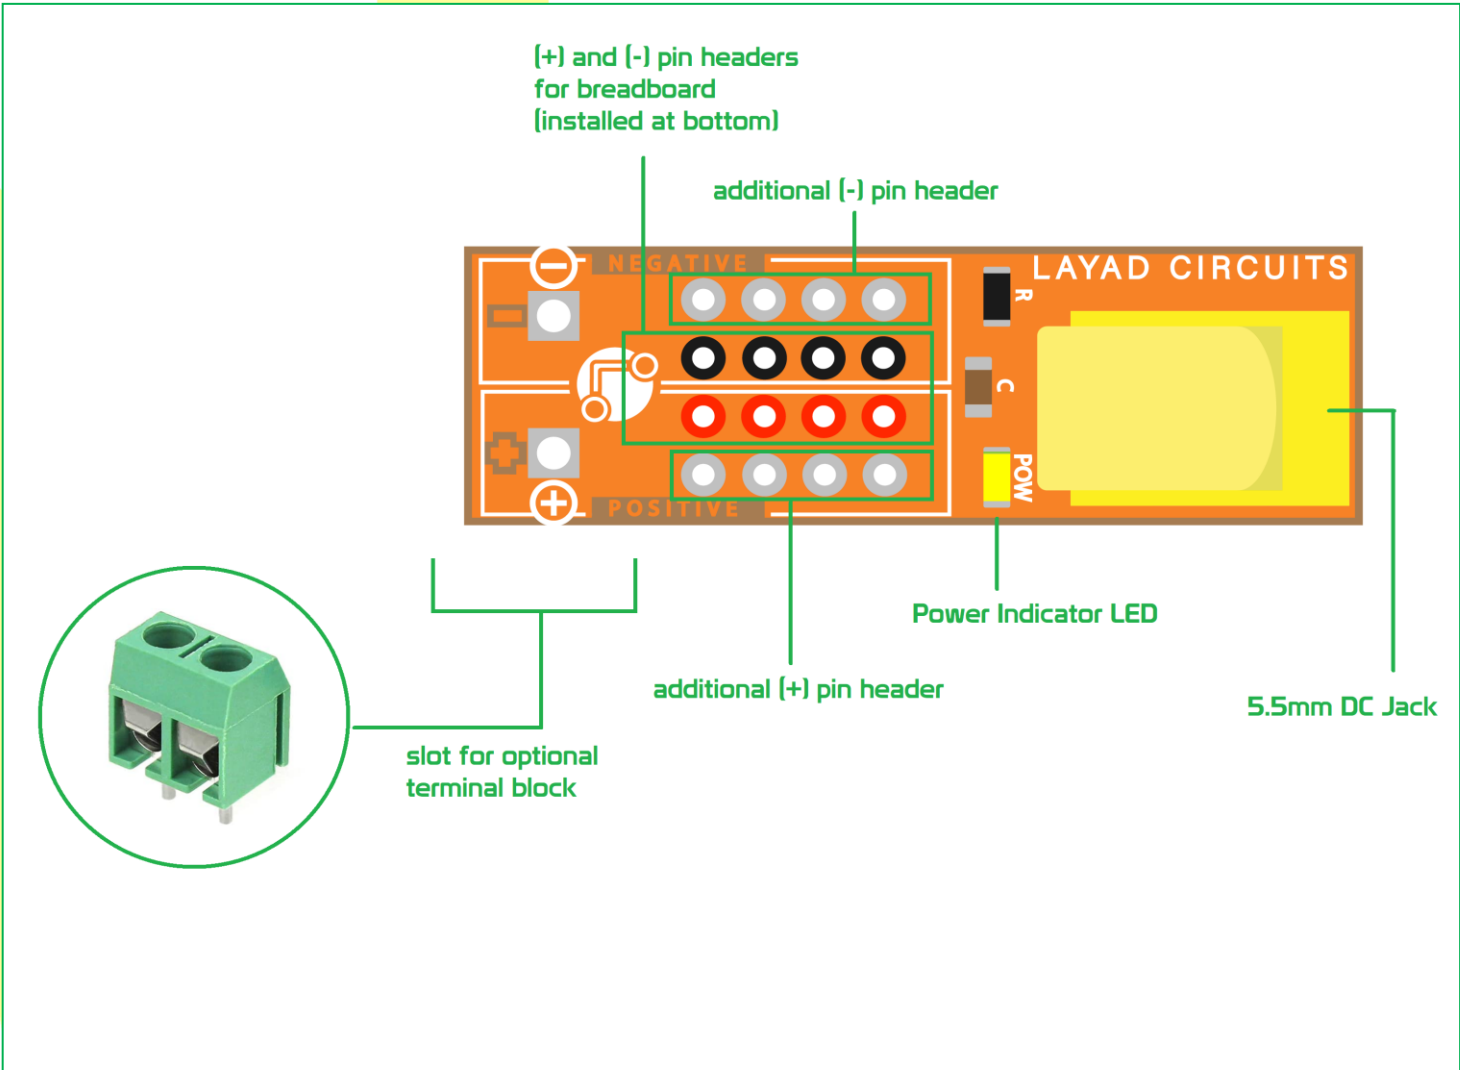 (+) and (-) pin headers
for breadboard
(installed at bottom)
additional (-) pin header
NEGATIVE
LAYAD CIRCUITS
R
C
POW
POSITIVE
Power Indicator LED
additional (+) pin header
5.5mm DC Jack
slot for optional
terminal block